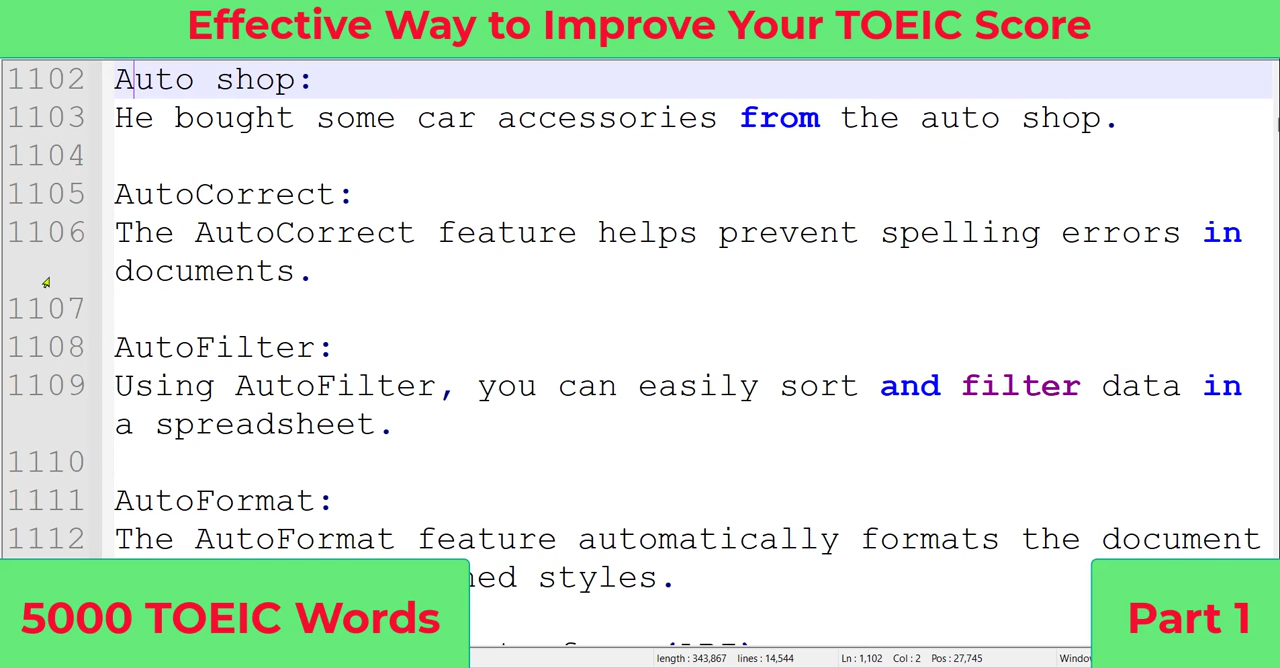 Effective Way to Improve Your TOEIC Score
1102 Auto shop:
1103 He bought some car accessories from the auto shop.
1104
1105 AutoCorrect:
1106 The AutoCorrect feature helps prevent spelling errors in
documents.
1107
1108 AutoFilter:
1109 Using AutoFilter, you can easily sort and filter data in
a spreadsheet.
1110
1111 AutoFormat:
1112 The AutoFormat feature automatically formats the document
styles.
5000 TOEIC Words
Part 1
length : 343,867 lines : 14,544 Ln : 1,102 Col : 2 Pos : 27,745